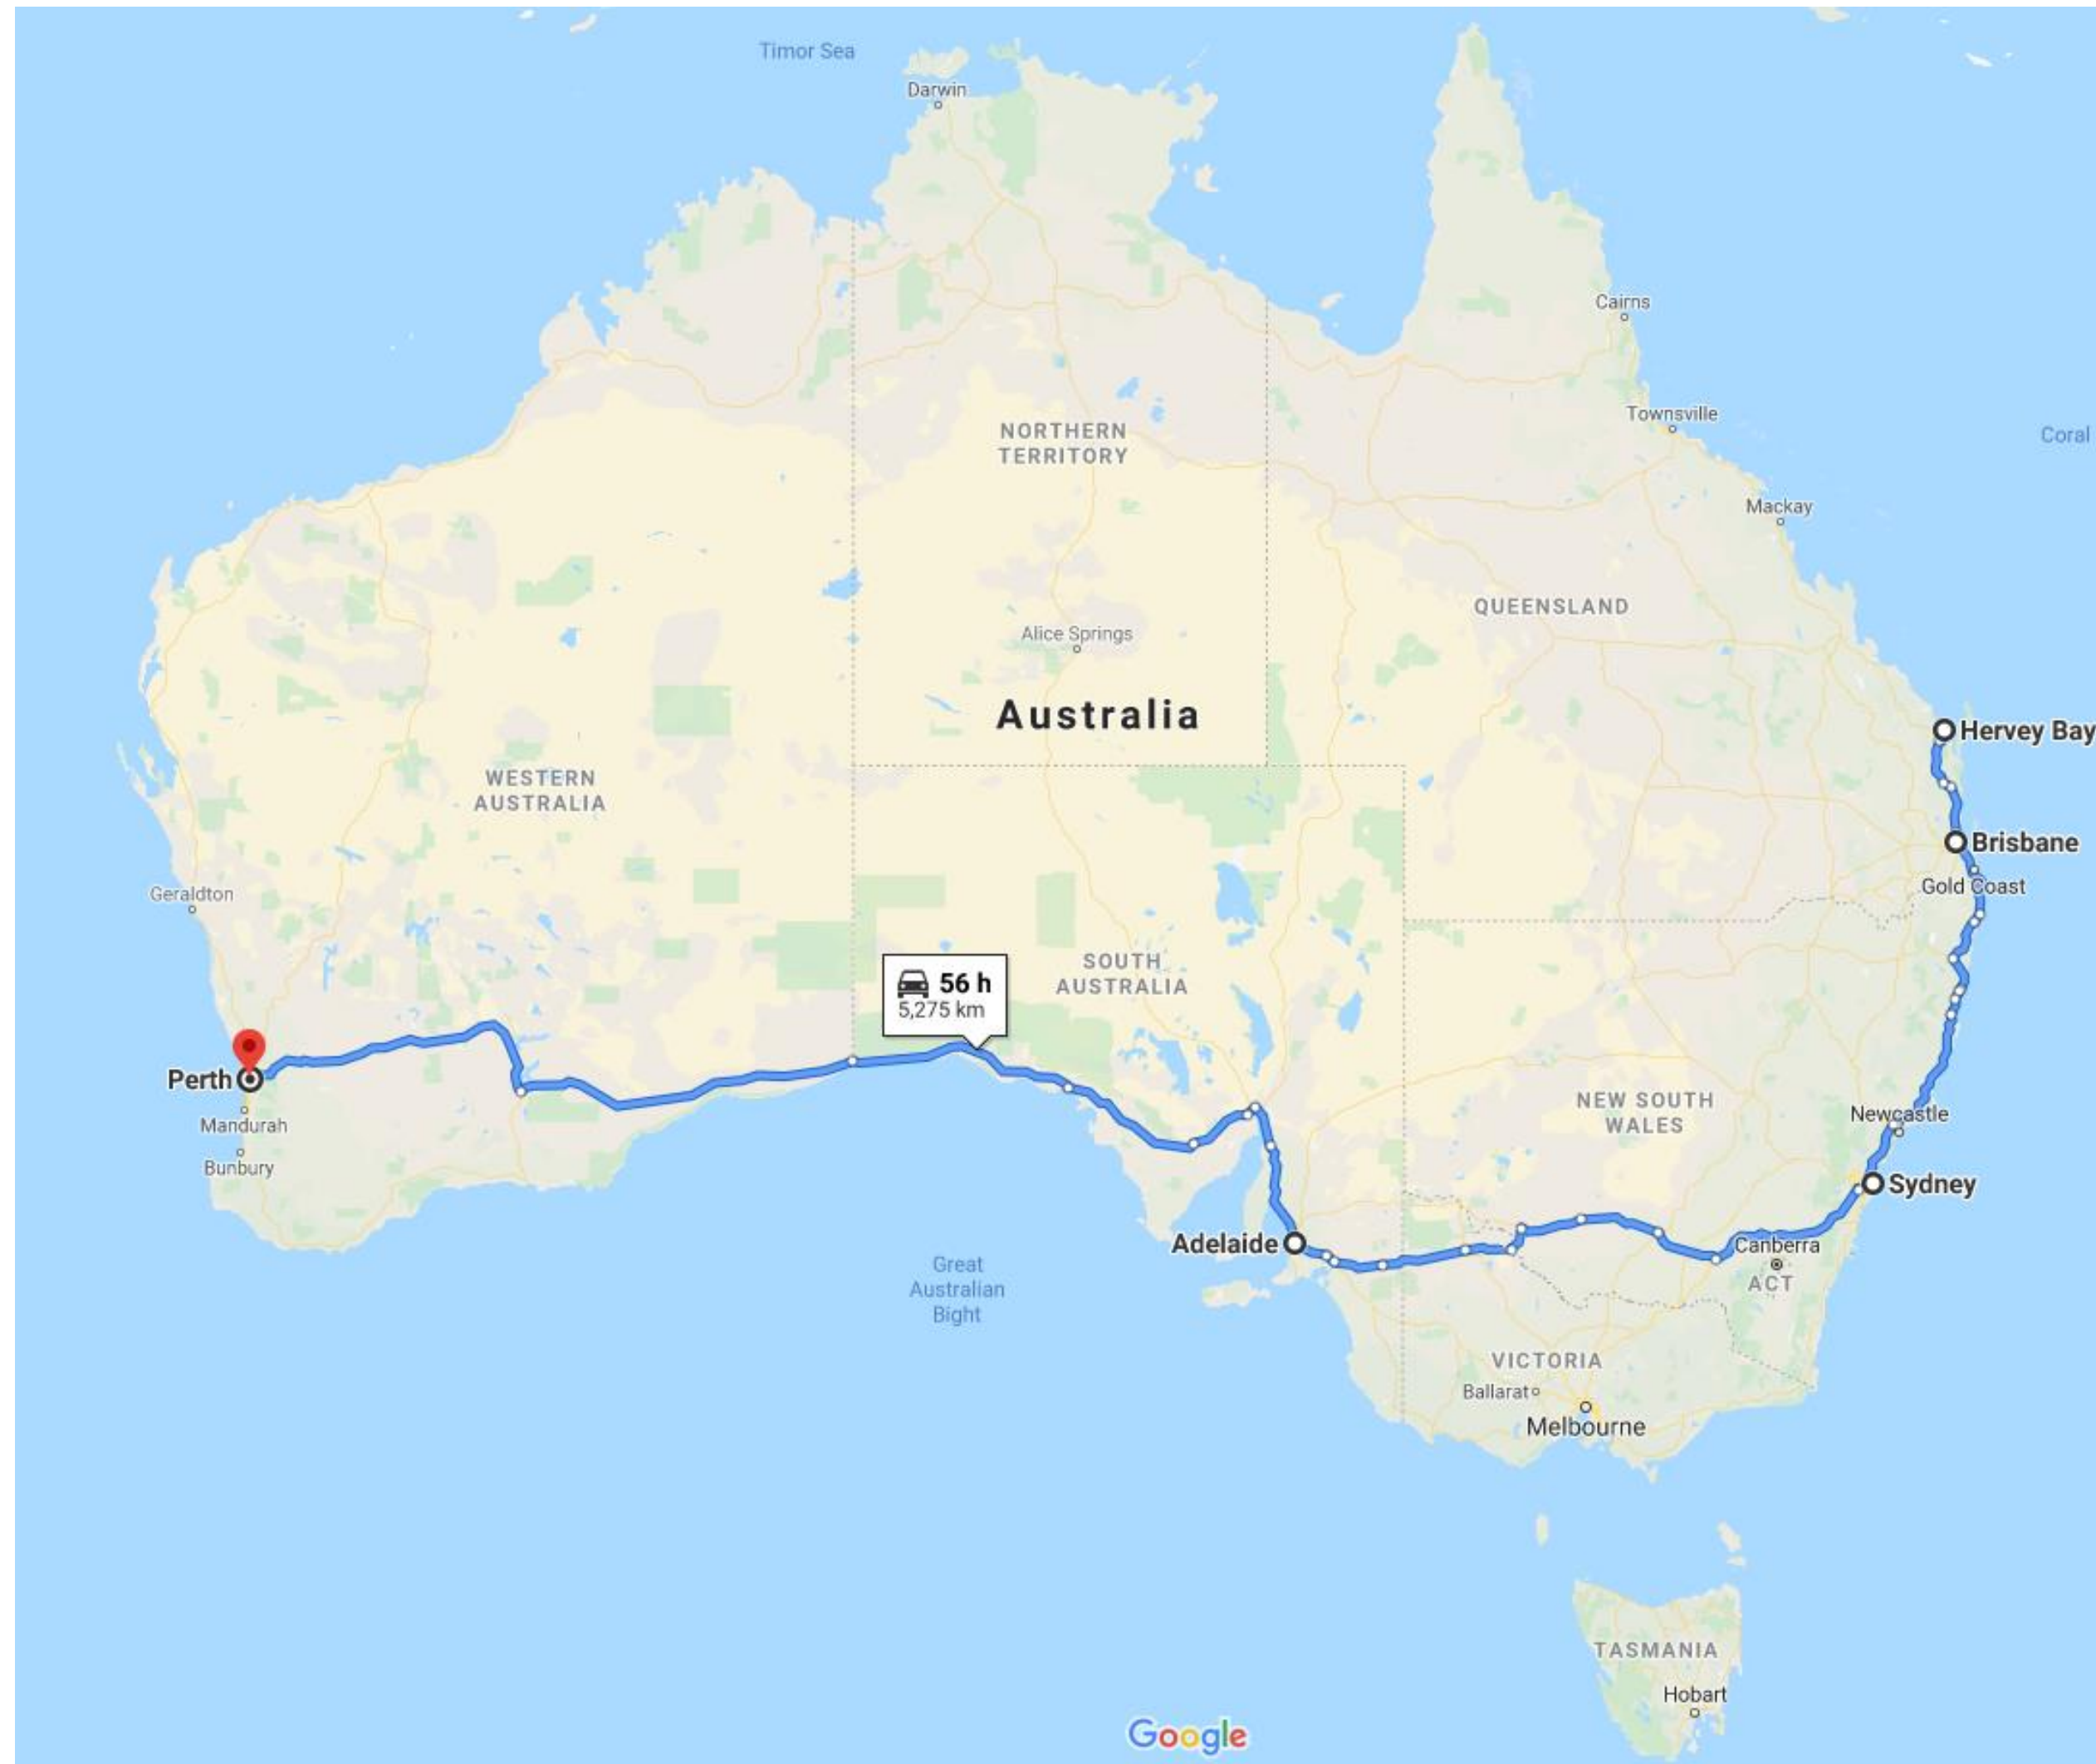 Timor Sea
Darwin
Cairns
Townsville
Coral
NORTHERN
TERRITORY
Mackay
QUEENSLAND
Alice Springs
Australia
Hervey Bay
WESTERN
AUSTRALIA
Brisbane
Geraldton
Gold Coast
SOUTH
AUSTRALIA
56 h
5,275 km
Perth
NEW SOUTH
WALES
Newcastle
Mandurah
Bunbury
Sydney
Adelaide
Canberra
ACT
Great
Australian
Bight
VICTORIA
Ballarat
Melbourne
TASMANIA
Hobart
Google